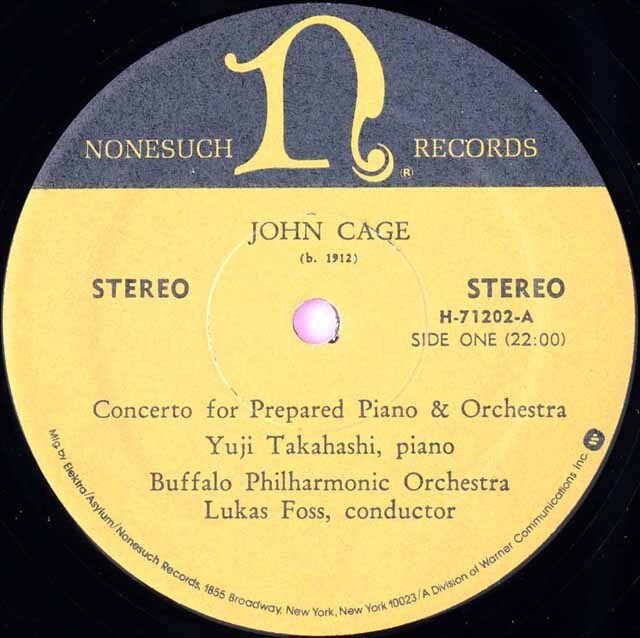 n
NONESUCH RECORDS
®
JOHN CAGE
(b. 1912)
STEREO STEREO
H-71202-A
SIDE ONE (22:00)
Concerto for Prepared Piano & Orchestra
Yuji Takahashi, piano
Buffalo Philharmonic Orchestra
Lukas Foss, conductor
Mfg by Elektra/Asylum/Nonesuch Records, 1855 Broadway, New York, New York 10023/A Division of Warner Communications Inc.